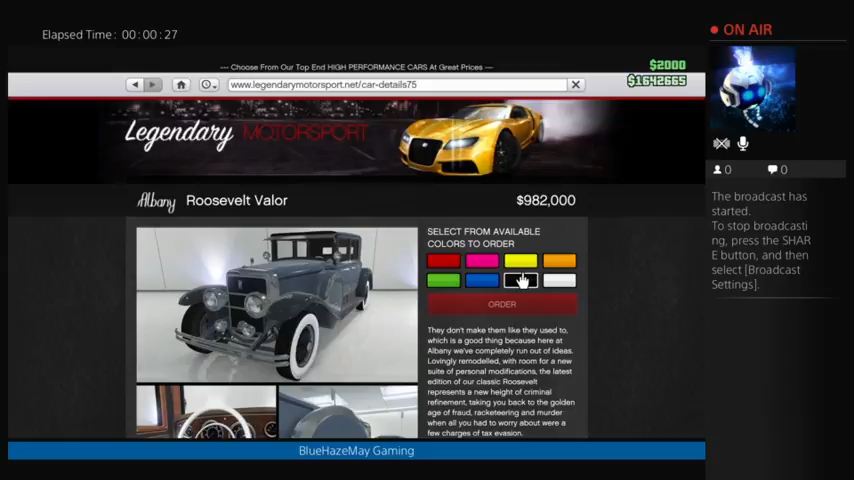 Elapsed Time: 00:00:27
ON AIR
--- Choose From Our Top End HIGH PERFORMANCE CARS At Great Prices ---
$2000
$1642665
www.legendarymotorsport.net/car-details75
Legendary MOTORSPORT
Albany Roosevelt Valor $982,000
SELECT FROM AVAILABLE
COLORS TO ORDER
ORDER
They don't make them like they used to,
which is a good thing because here at
Albany we've completely run out of ideas.
Lovingly remodelled, with room for a new
suite of personal modifications, the latest
edition of our classic Roosevelt
represents a new height of criminal
refinement, taking you back to the golden
age of fraud, racketeering and murder
when all you had to worry about were a
few charges of tax evasion.
0 0
The broadcast has
started.
To stop broadcasti
ng, press the SHAR
E button, and then
select [Broadcast
Settings].
BlueHazeMay Gaming